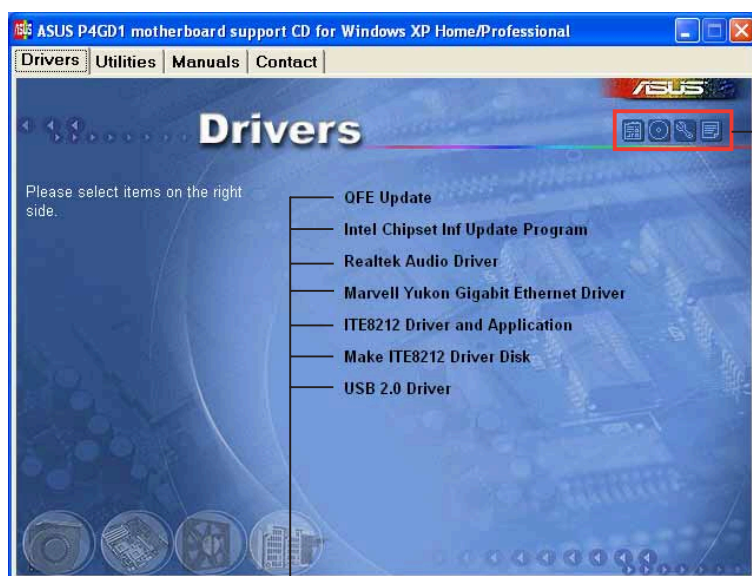 ASUS P4GD1 motherboard support CD for Windows XP Home/Professional
Drivers Utilities Manuals Contact
ASUS
Drivers
Please select items on the right
side.
QFE Update
Intel Chipset Inf Update Program
Realtek Audio Driver
Marvell Yukon Gigabit Ethernet Driver
ITE8212 Driver and Application
Make ITE8212 Driver Disk
USB 2.0 Driver